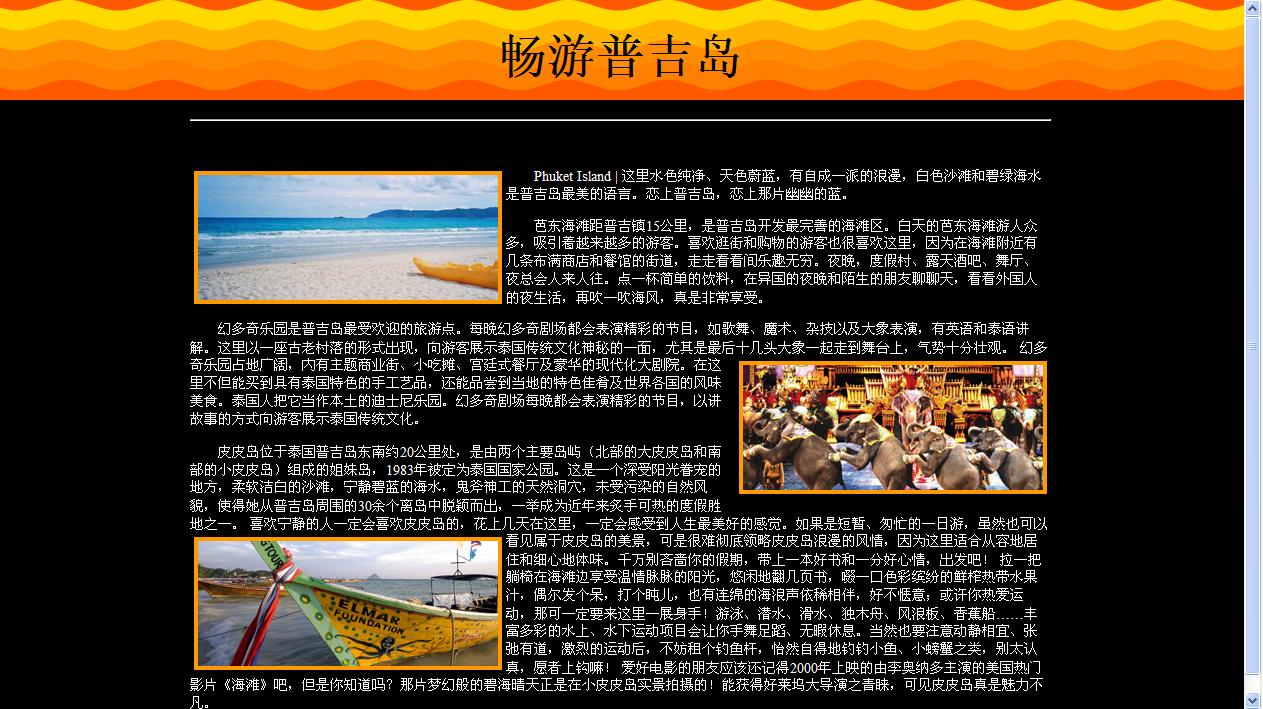 畅游普吉岛
Phuket Island | 这里水色纯净、天色蔚蓝，有自成一派的浪漫，白色沙滩和碧绿海水
是普吉岛最美的语言。恋上普吉岛，恋上那片幽幽的蓝。
芭东海滩距普吉镇15公里，是普吉岛开发最完善的海滩区。白天的芭东海滩游人众
多，吸引着越来越多的游客。喜欢逛街和购物的游客也很喜欢这里，因为在海滩附近有
几条布满商店和餐馆的街道，走走看看间乐趣无穷。夜晚，度假村、露天酒吧、舞厅、
夜总会人来人往。点一杯简单的饮料，在异国的夜晚和陌生的朋友聊聊天，看看外国人
的夜生活，再吹一吹海风，真是非常享受。
幻多奇乐园是普吉岛最受欢迎的旅游点。每晚幻多奇剧场都会表演精彩的节目，如歌舞、魔术、杂技以及大象表演，有英语和泰语讲
解。这里以一座古老村落的形式出现，向游客展示泰国传统文化神秘的一面，尤其是最后十几头大象一起走到舞台上，气势十分壮观。 幻多
奇乐园占地广阔，内有主题商业街、小吃摊、宫廷式餐厅及豪华的现代化大剧院。在这
里不但能买到具有泰国特色的手工艺品，还能品尝到当地的特色佳肴及世界各国的风味
美食。泰国人把它当作本土的迪士尼乐园。幻多奇剧场每晚都会表演精彩的节目，以讲
故事的方式向游客展示泰国传统文化。
皮皮岛位于泰国普吉岛东南约20公里处，是由两个主要岛屿（北部的大皮皮岛和南
部的小皮皮岛）组成的姐妹岛，1983年被定为泰国国家公园。这是一个深受阳光眷宠的
地方，柔软洁白的沙滩，宁静碧蓝的海水，鬼斧神工的天然洞穴，未受污染的自然风
貌，使得她从普吉岛周围的30余个离岛中脱颖而出，一举成为近年来炙手可热的度假胜
地之一。 喜欢宁静的人一定会喜欢皮皮岛的，花上几天在这里，一定会感受到人生最美好的感觉。如果是短暂、匆忙的一日游，虽然也可以
看见属于皮皮岛的美景，可是很难彻底领略皮皮岛浪漫的风情，因为这里适合从容地居
住和细心地体味。千万别吝啬你的假期，带上一本好书和一分好心情，出发吧！ 拉一把
躺椅在海滩边享受温情脉脉的阳光，悠闲地翻几页书，啜一口色彩缤纷的鲜榨热带水果
汁，偶尔发个呆，打个盹儿，也有连绵的海浪声依稀相伴，好不惬意；或许你热爱运
动，那可一定要来这里一展身手！游泳、潜水、滑水、独木舟、风浪板、香蕉船……丰
富多彩的水上、水下运动项目会让你手舞足蹈、无暇休息。当然也要注意动静相宜、张
弛有道，激烈的运动后，不妨租个钓鱼杆，怡然自得地钓钓小鱼、小螃蟹之类，别太认
真，愿者上钩嘛！ 爱好电影的朋友应该还记得2000年上映的由李奥纳多主演的美国热门
影片《海滩》吧，但是你知道吗？那片梦幻般的碧海晴天正是在小皮皮岛实景拍摄的！能获得好莱坞大导演之青睐，可见皮皮岛真是魅力不
凡。
TOUR
ELMAR
FOUNDATION